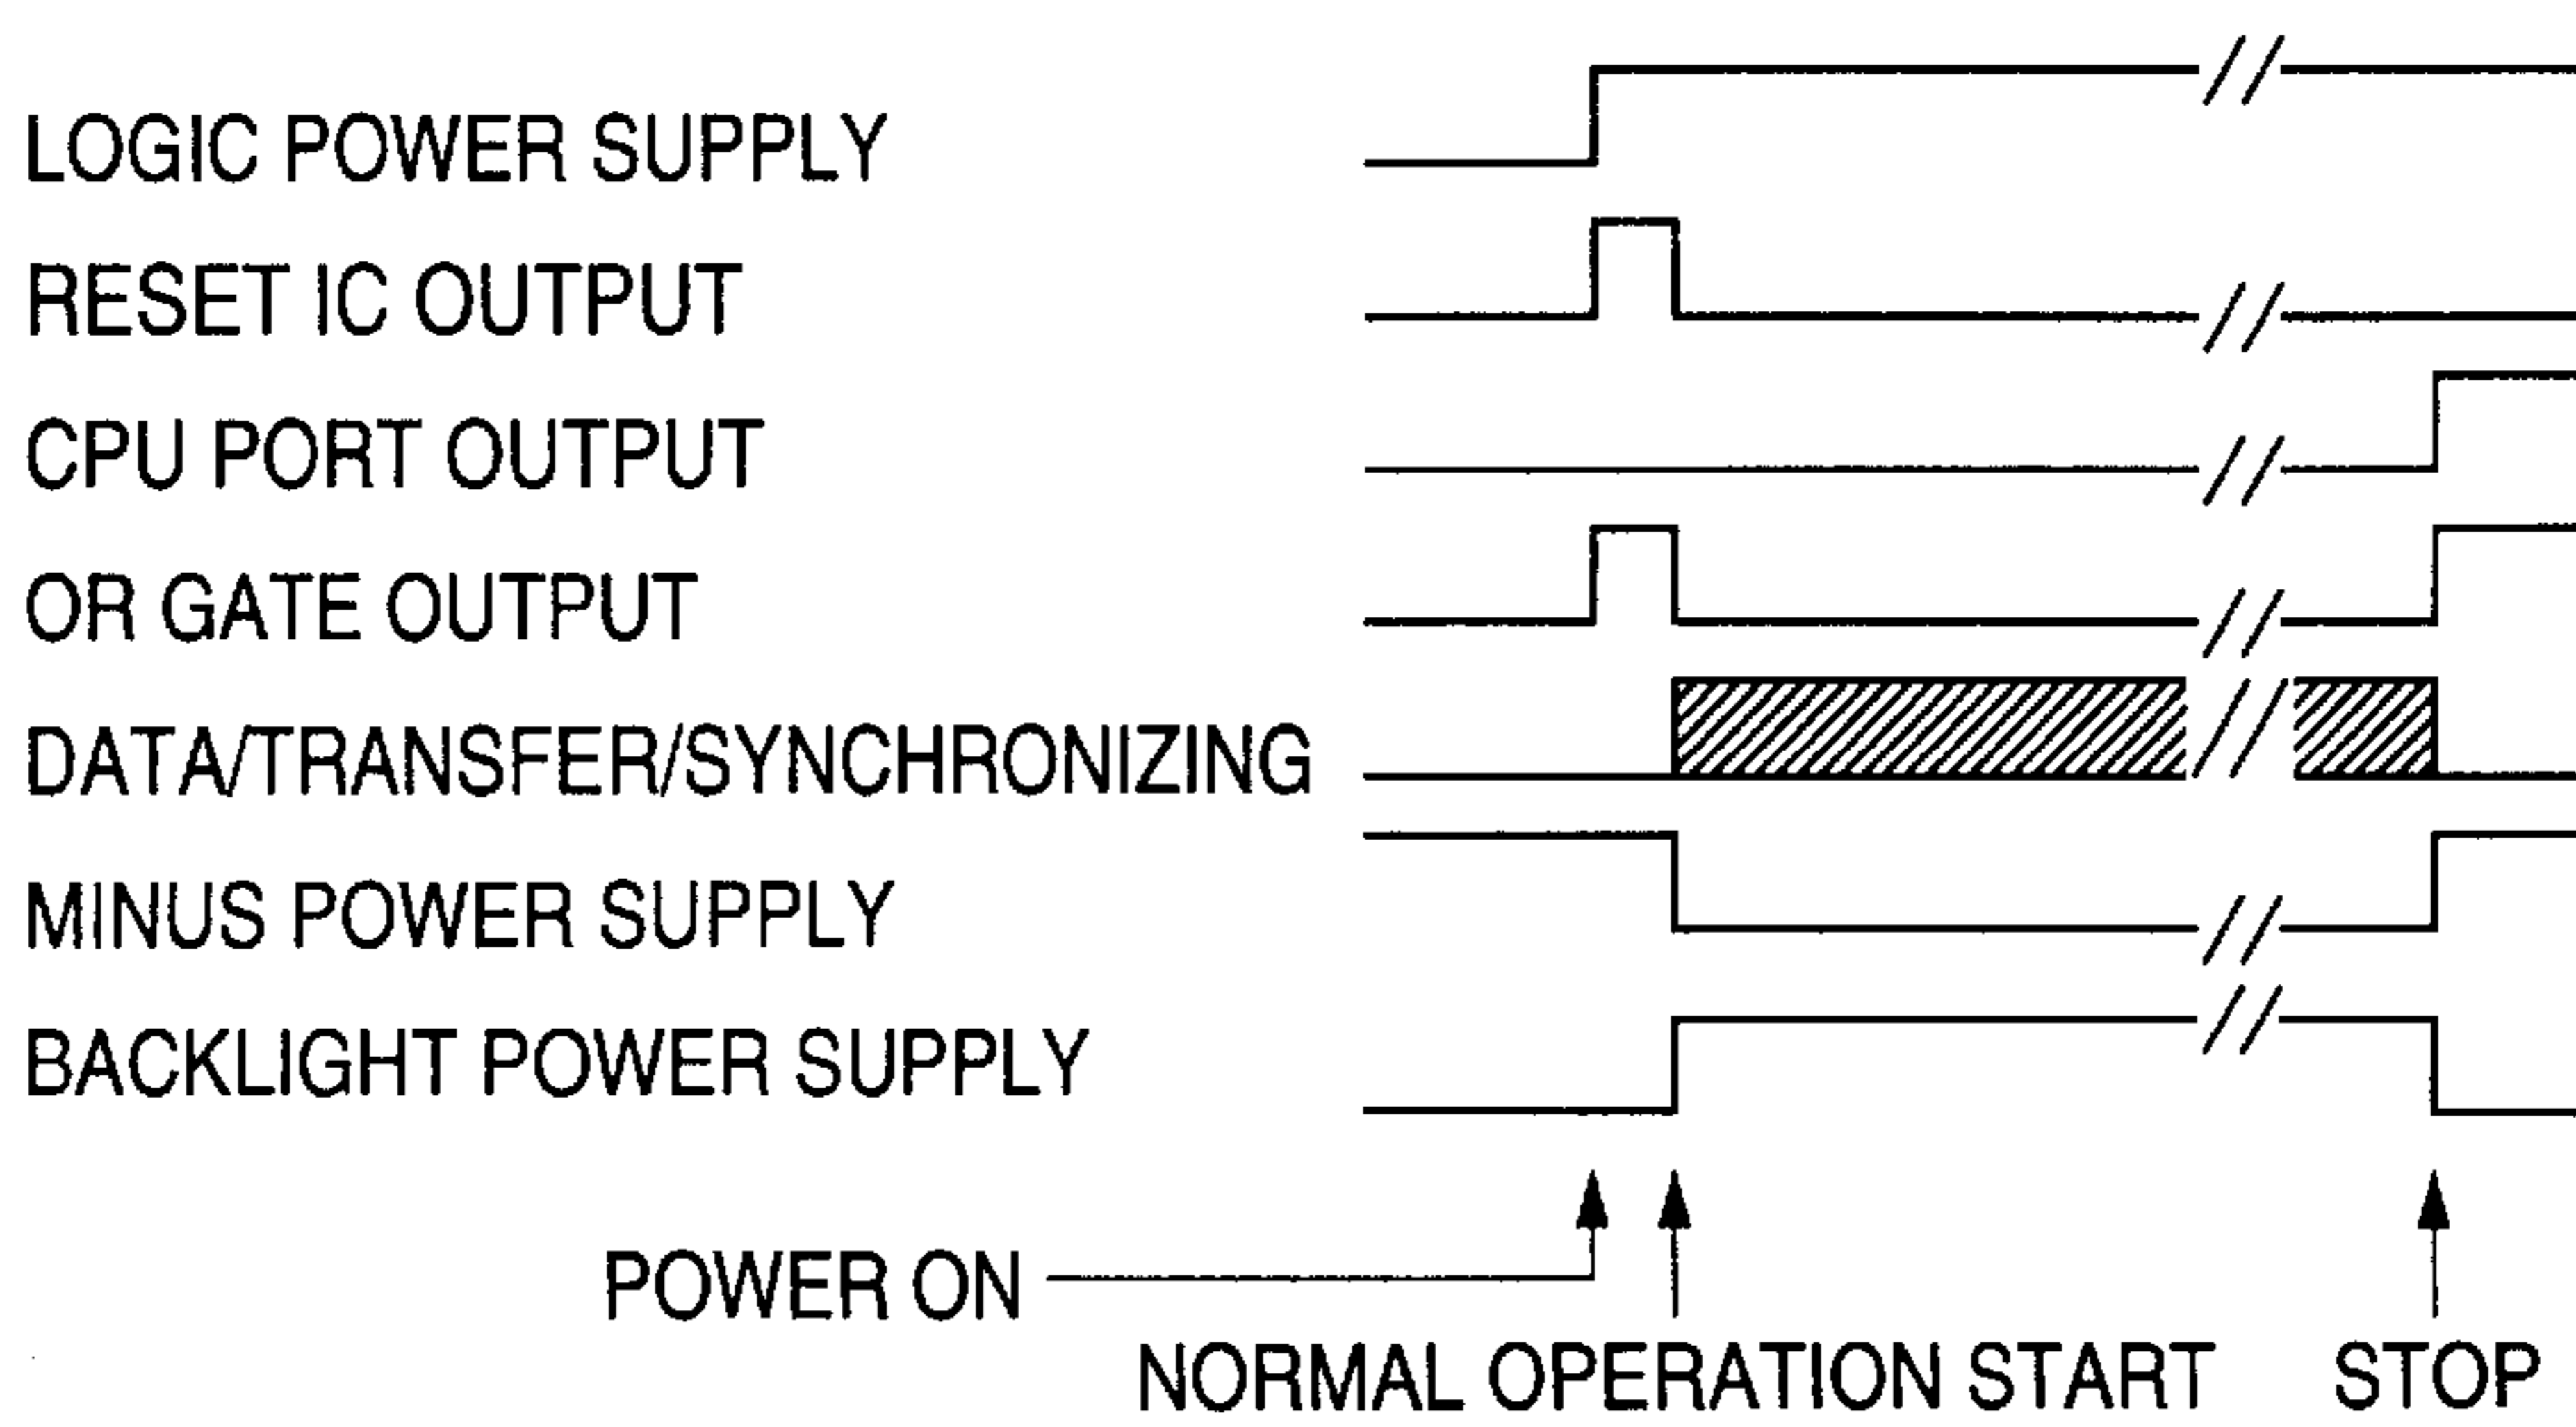 LOGIC POWER SUPPLY
RESET IC OUTPUT
CPU PORT OUTPUT
OR GATE OUTPUT
DATA/TRANSFER/SYNCHRONIZING
MINUS POWER SUPPLY
BACKLIGHT POWER SUPPLY
POWER ON
NORMAL OPERATION START
STOP